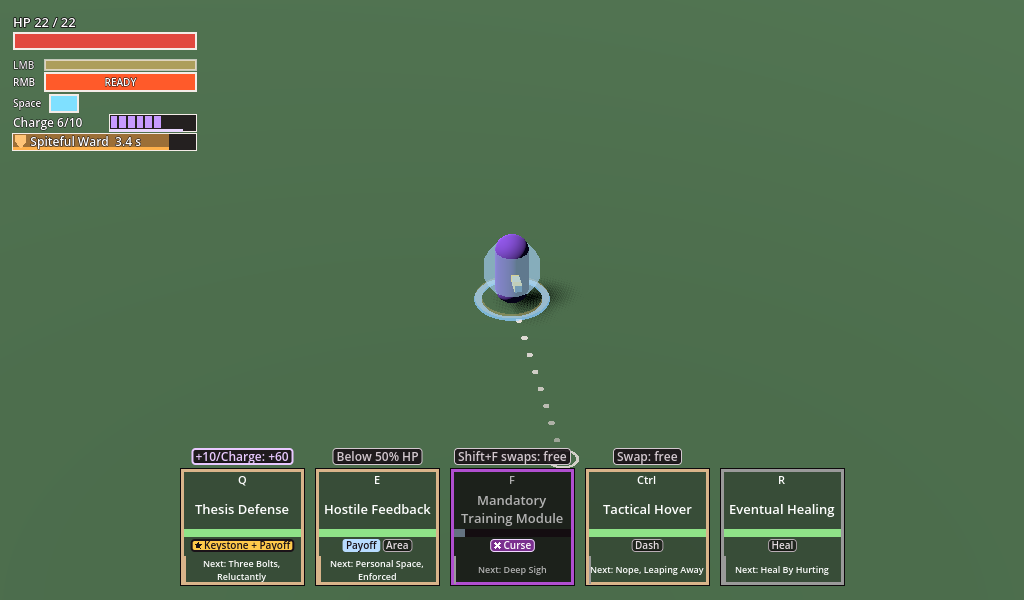 HP 22 / 22
LMB
RMB READY
Space
Charge 6/10
Spiteful Ward 3.4 s
+10/Charge: +60
Below 50% HP
Shift+F swaps: free
Swap: free
Q
Thesis Defense
★ Keystone + Payoff
Next: Three Bolts,
Reluctantly
E
Hostile Feedback
Payoff Area
Next: Personal Space,
Enforced
F
Mandatory
Training Module
✖ Curse
Next: Deep Sigh
Ctrl
Tactical Hover
Dash
Next: Nope, Leaping Away
R
Eventual Healing
Heal
Next: Heal By Hurting